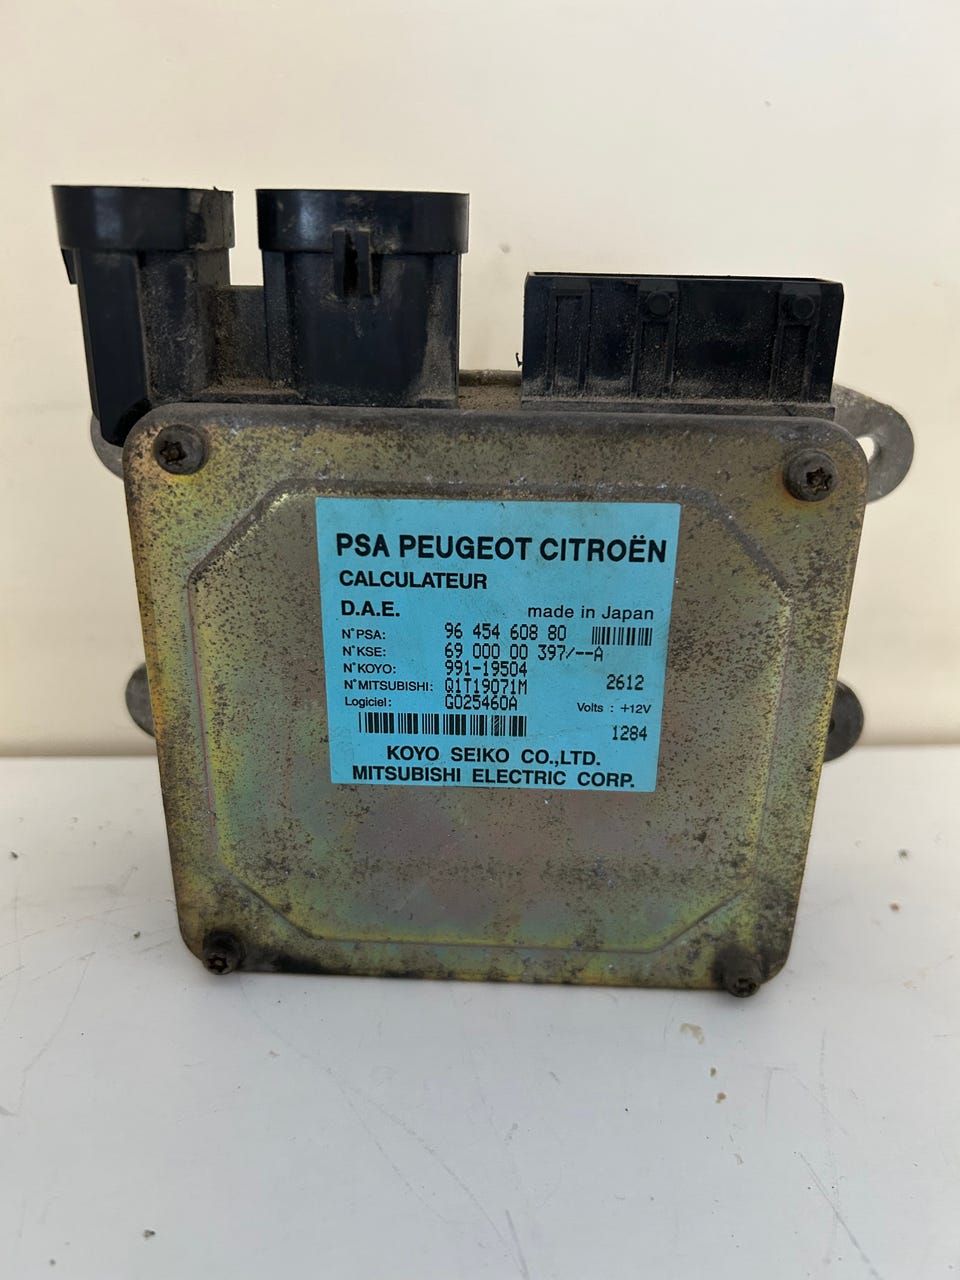 PSA PEUGEOT CITROËN
CALCULATEUR
D.A.E. made in Japan
N°PSA: 96 454 608 80
N°KSE: 69 000 00 397/--A
N°KOYO: 991-19504
N°MITSUBISHI: Q1T19071M 2612
Logiciel: G025460A Volts : +12V
1284
KOYO SEIKO CO.,LTD.
MITSUBISHI ELECTRIC CORP.